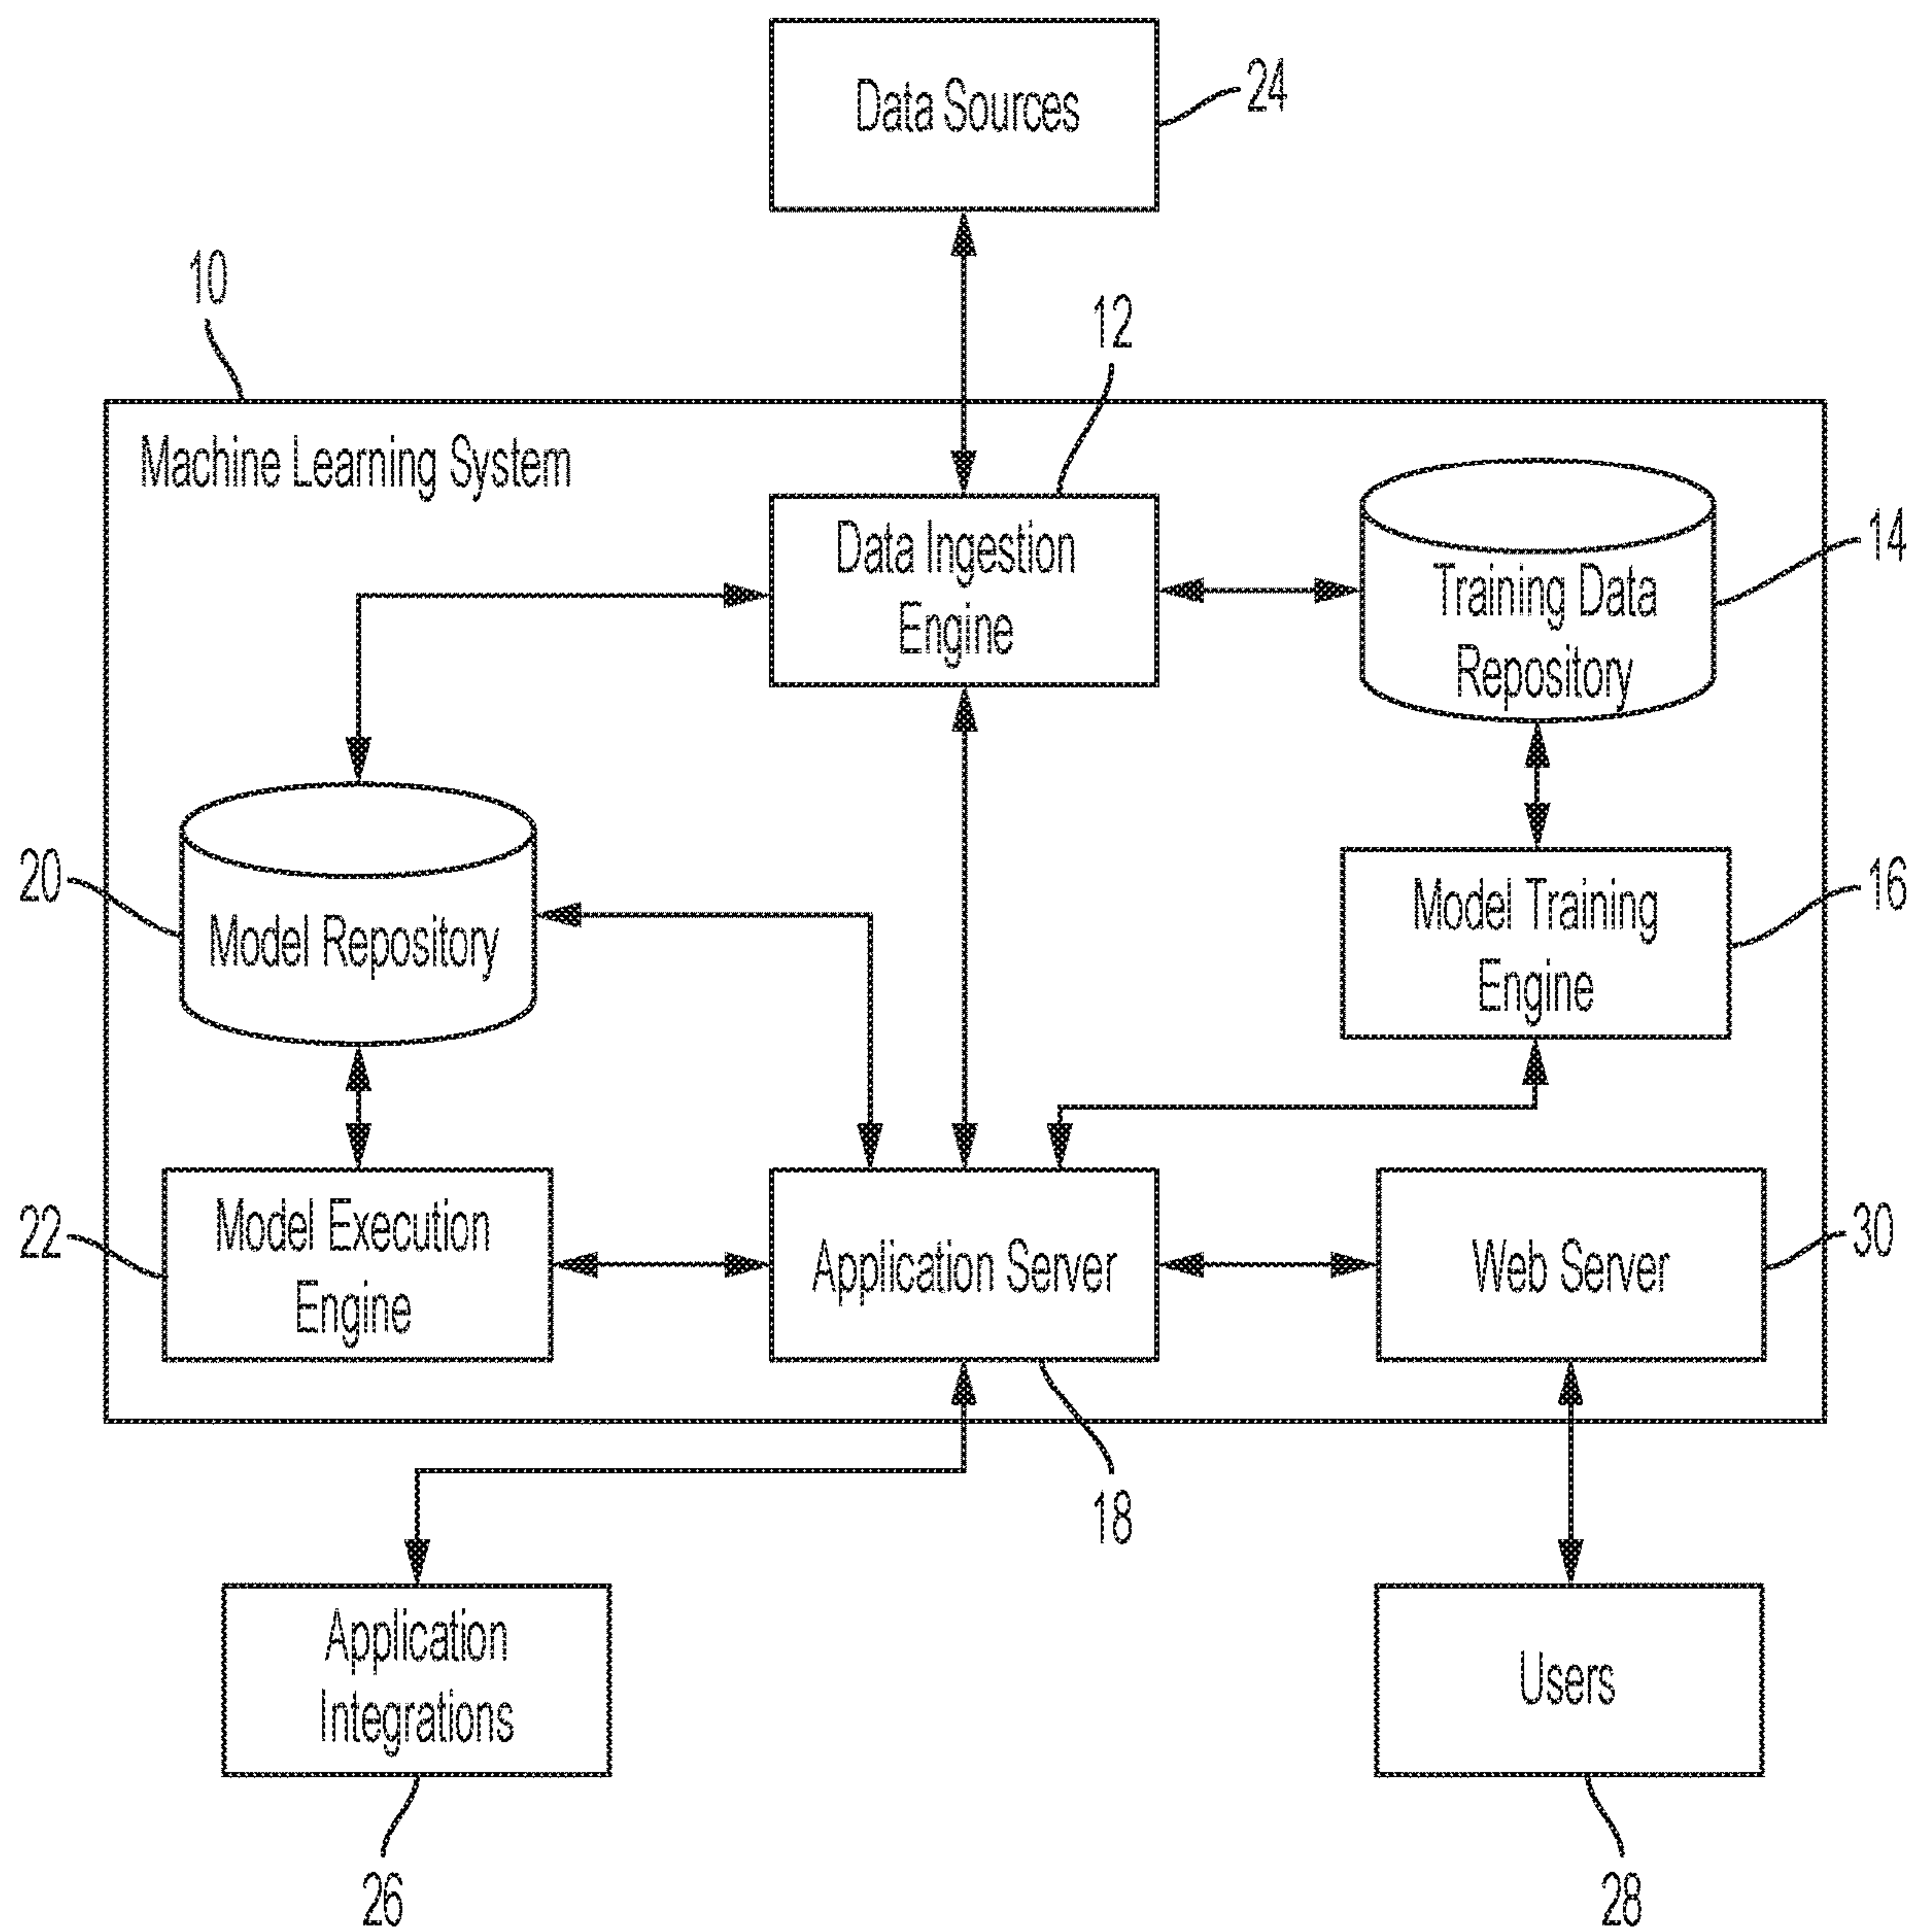 Data Sources
24
10
12
Machine Learning System
Data Ingestion
Engine
14
Training Data
Repository
20
Model Repository
16
Model Training
Engine
22
Model Execution
Engine
Application Server
Web Server
30
18
Application
Integrations
Users
26
28